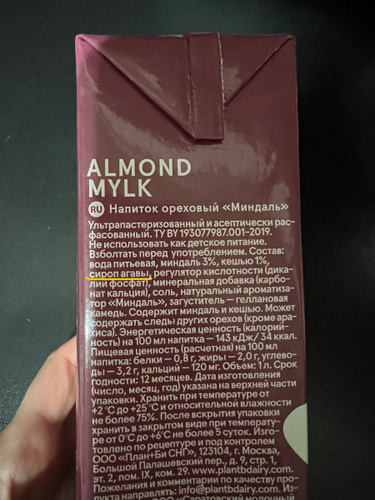 ALMOND
MYLK
RU Напиток ореховый «Миндаль»
Ультрапастеризованный и асептически рас-
фасованный. ТУ BY 193077987.001-2019.
Не использовать как детское питание.
Взболтать перед употреблением. Состав:
вода питьевая, миндаль 3%, кешью 1%,
сироп агавы, регулятор кислотности (дика-
лий фосфат), минеральная добавка (карбо-
нат кальция), соль, натуральный ароматиза-
тор «Миндаль», загуститель — геллановая
камедь. Содержит миндаль и кешью. Может
содержать следы других орехов (кроме ара-
хиса). Энергетическая ценность (калорий-
ность) на 100 мл напитка — 143 кДж/ 34 ккал.
Пищевая ценность (расчетная) на 100 мл
напитка: белки — 0,8 г, жиры — 2,0 г, углево-
ды — 3,2 г, кальций — 120 мг. Объем: 1 л. Срок
годности: 12 месяцев. Дата изготовления
(число, месяц, год) указана на верхней части
упаковки. Хранить при температуре от
+2 °С до +25 °С и относительной влажности
не более 75%. После вскрытия упаковки
хранить в закрытом виде при температу-
ре от 0°С до +6°С не более 5 суток. Изго-
товлено по рецептуре и под контролем
ООО «План+Би СНГ», 123104, г. Москва,
Большой Палашевский пер., д. 9, стр. 1,
эт. 2, пом. IX, ком. 29. www.plantbdairy.com.
Пожелания и комментарии по качеству про-
дукта направлять: info@plantbdairy.com. Из-